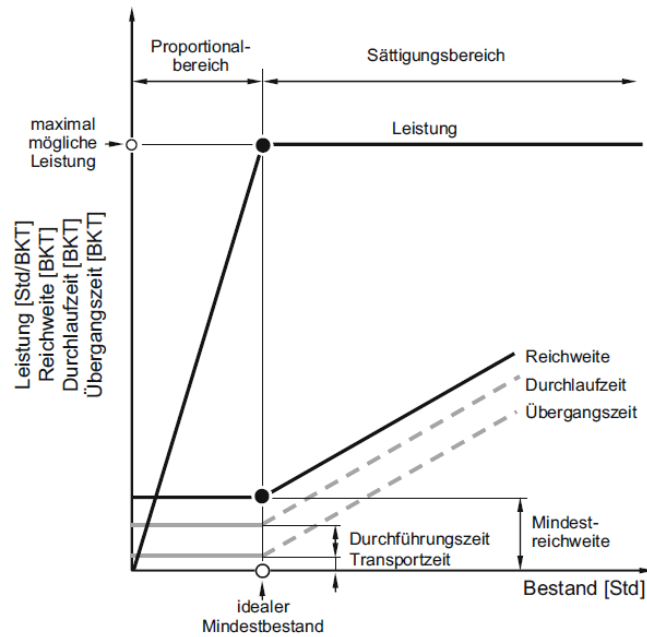 Proportional-
bereich
Sättigungsbereich
maximal
mögliche
Leistung
Leistung
Leistung [Std/BKT]
Reichweite [BKT]
Durchlaufzeit [BKT]
Übergangszeit [BKT]
Reichweite
Durchlaufzeit
Übergangszeit
Durchführungszeit
Transportzeit
Mindest-
reichweite
Bestand [Std]
idealer
Mindestbestand